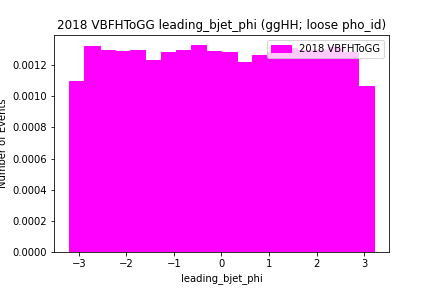 2018 VBFHToGG leading_bjet_phi (ggHH; loose pho_id)
2018 VBFHToGG
Number of Events
0.0012
0.0010
0.0008
0.0006
0.0004
0.0002
0.0000
−3 −2 −1 0 1 2 3
leading_bjet_phi